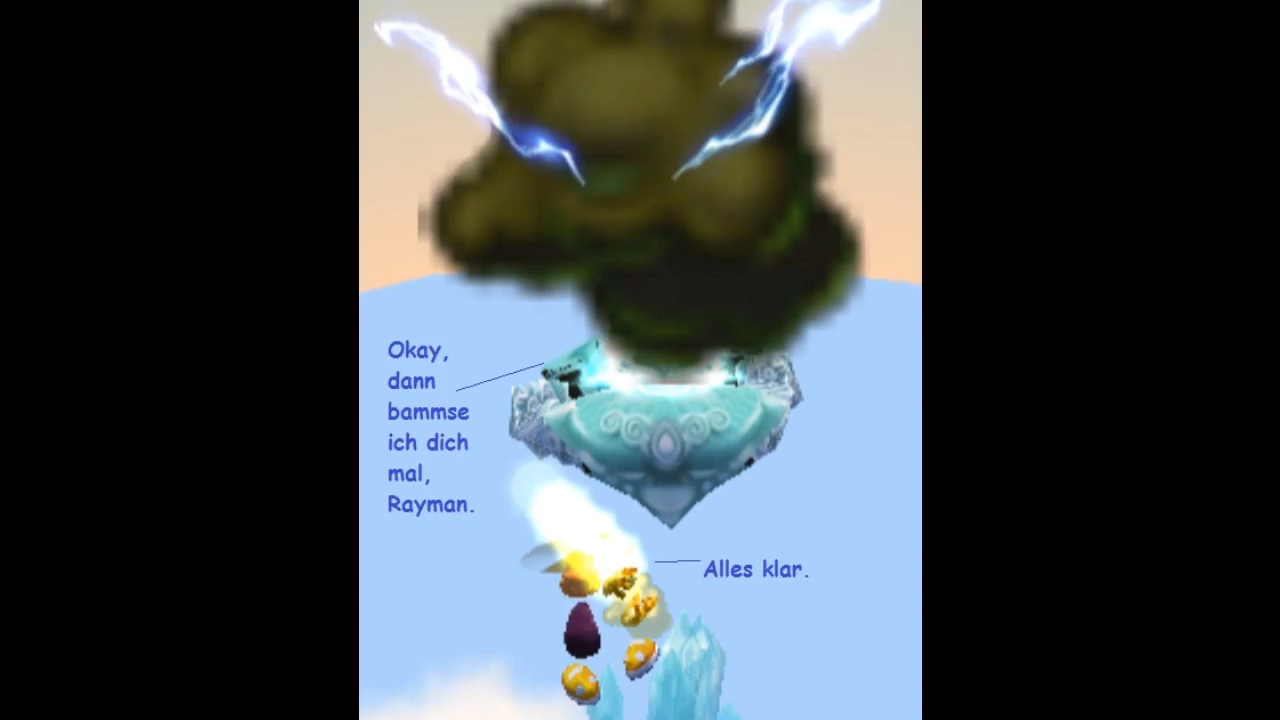 Okay,
dann
bammse
ich dich
mal,
Rayman.
Alles klar.